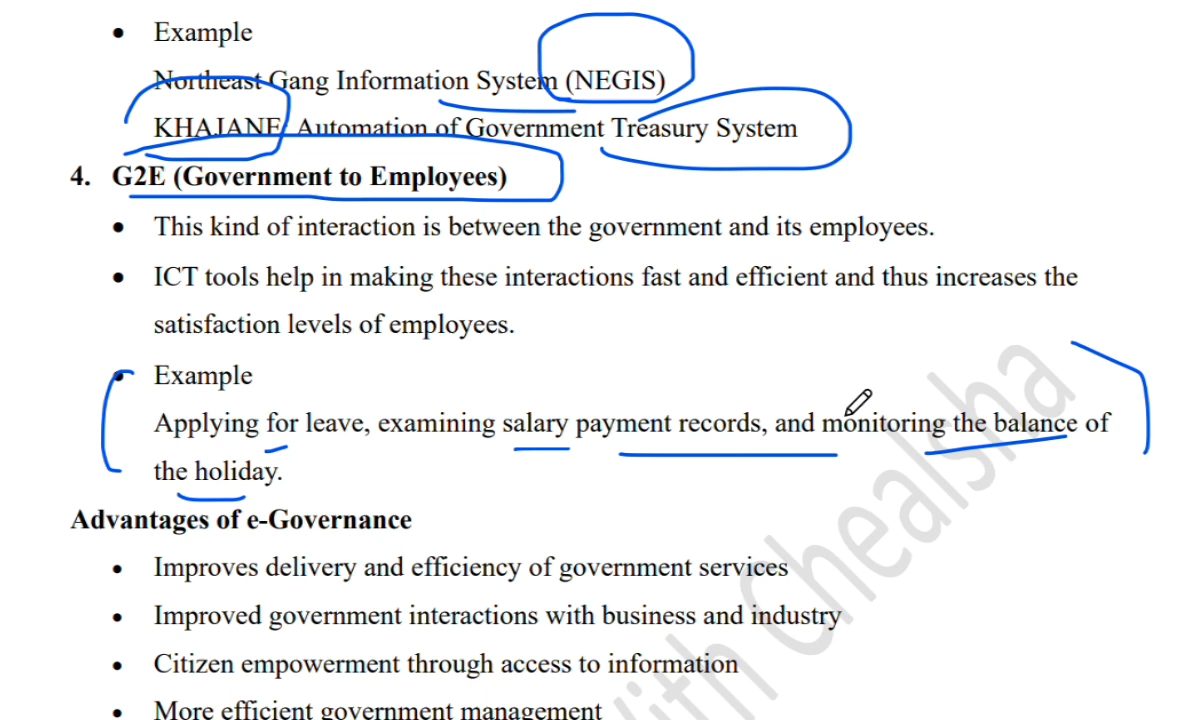 • Example
Northeast Gang Information System (NEGIS)
KHAJANE, Automation of Government Treasury System
4. G2E (Government to Employees)
• This kind of interaction is between the government and its employees.
• ICT tools help in making these interactions fast and efficient and thus increases the
satisfaction levels of employees.
• Example
Applying for leave, examining salary payment records, and monitoring the balance of
the holiday.
Advantages of e-Governance
• Improves delivery and efficiency of government services
• Improved government interactions with business and industry
• Citizen empowerment through access to information
• More efficient government management
With Chealsha